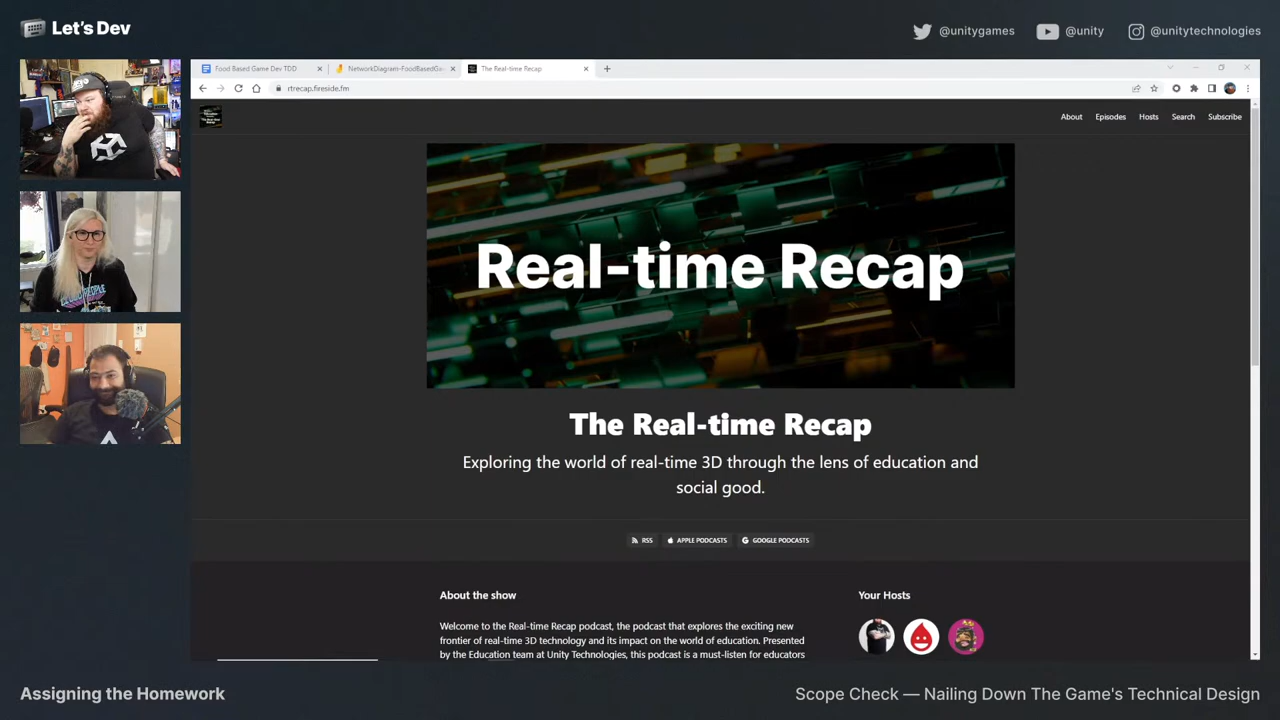 Let's Dev
@unitygames
@unity
@unitytechnologies
Food Based Game Dev TDD
NetworkDiagram-FoodBasedGa
The Real-time Recap
rtrecap.fireside.fm
About
Episodes
Hosts
Search
Subscribe
Real-time Recap
The Real-time Recap
Exploring the world of real-time 3D through the lens of education and
social good.
RSS
APPLE PODCASTS
GOOGLE PODCASTS
About the show
Your Hosts
Welcome to the Real-time Recap podcast, the podcast that explores the exciting new
frontier of real-time 3D technology and its impact on the world of education. Presented
by the Education team at Unity Technologies, this podcast is a must-listen for educators
Assigning the Homework
Scope Check — Nailing Down The Game's Technical Design